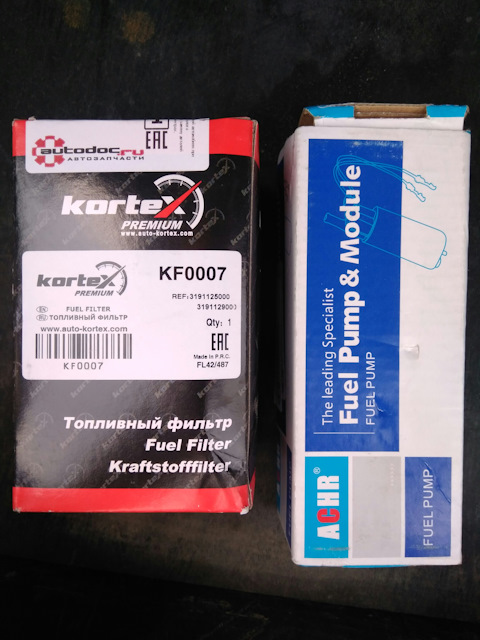 autodoc.ru
АВТОЗАПЧАСТИ
EAC
kortex
PREMIUM
www.auto-kortex.com
kortex
PREMIUM
KF0007
REF:3191125000
3191129000
EN FUEL FILTER
RU ТОПЛИВНЫЙ ФИЛЬТР
www.auto-kortex.com
Qty: 1
EAC
Made in P.R.C.
FL42/487
KF0007
Топливный фильтр
Fuel Filter
Kraftstofffilter
The leading Specialist
Fuel Pump & Module
FUEL PUMP
ACHR®
FUEL PUMP